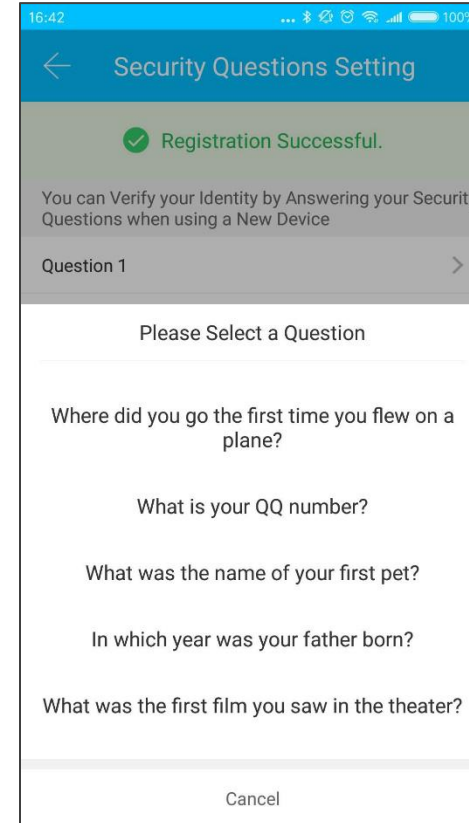 16:42
... 100%
Security Questions Setting
Registration Successful.
You can Verify your Identity by Answering your Securit
Questions when using a New Device
Question 1
Please Select a Question
Where did you go the first time you flew on a
plane?
What is your QQ number?
What was the name of your first pet?
In which year was your father born?
What was the first film you saw in the theater?
Cancel